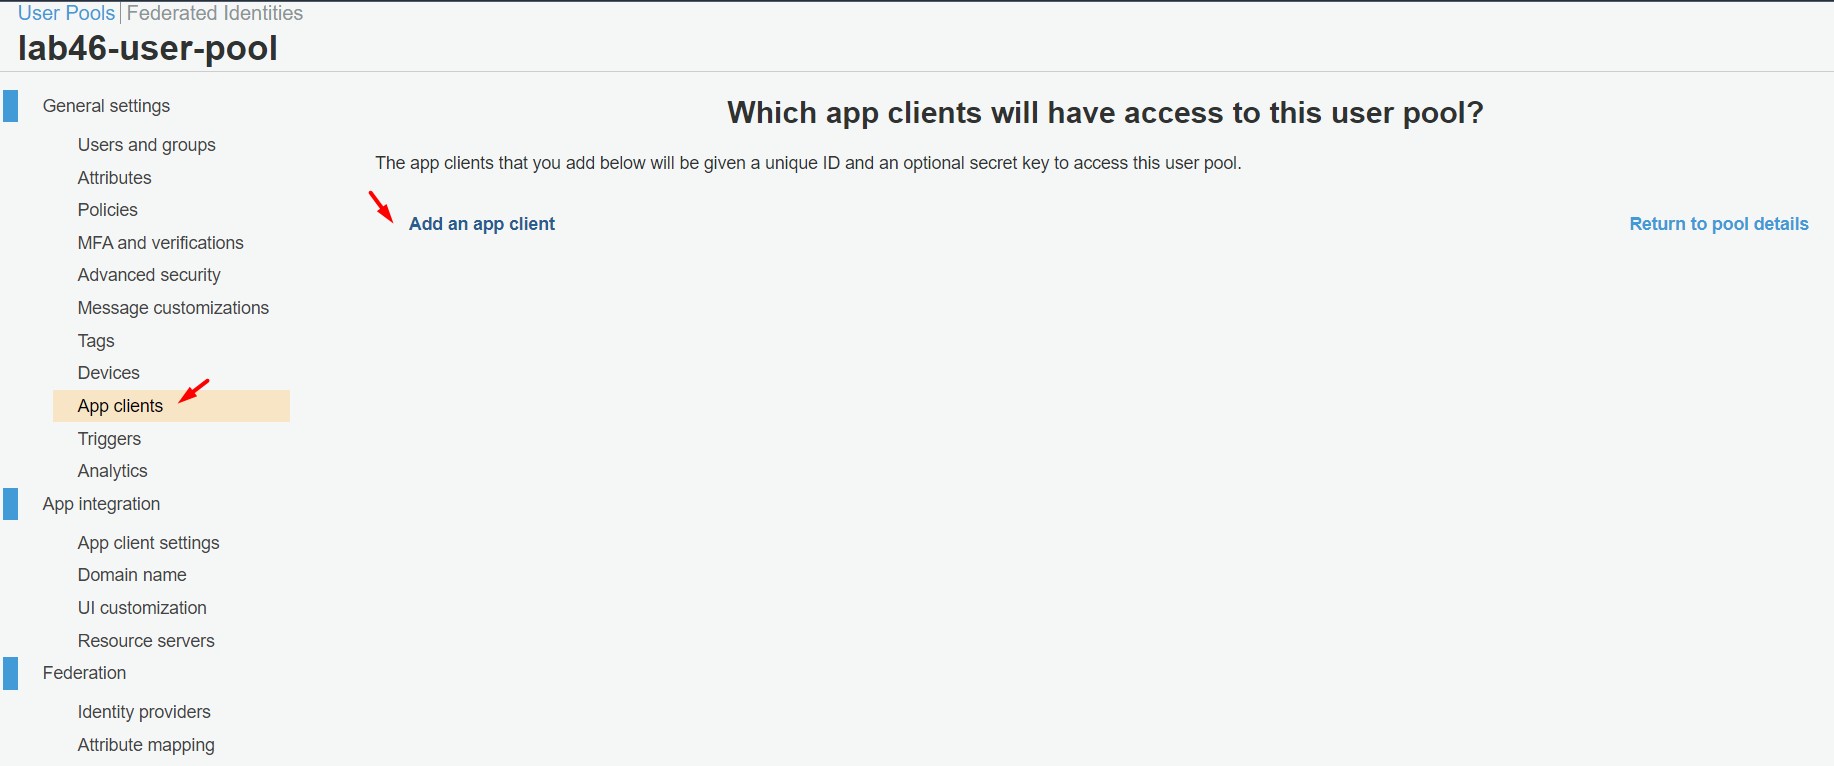 User Pools Federated Identities
lab46-user-pool
General settings
Users and groups
Attributes
Policies
MFA and verifications
Advanced security
Message customizations
Tags
Devices
App clients
Triggers
Analytics
App integration
App client settings
Domain name
UI customization
Resource servers
Federation
Identity providers
Attribute mapping
Which app clients will have access to this user pool?
The app clients that you add below will be given a unique ID and an optional secret key to access this user pool.
Add an app client
Return to pool details